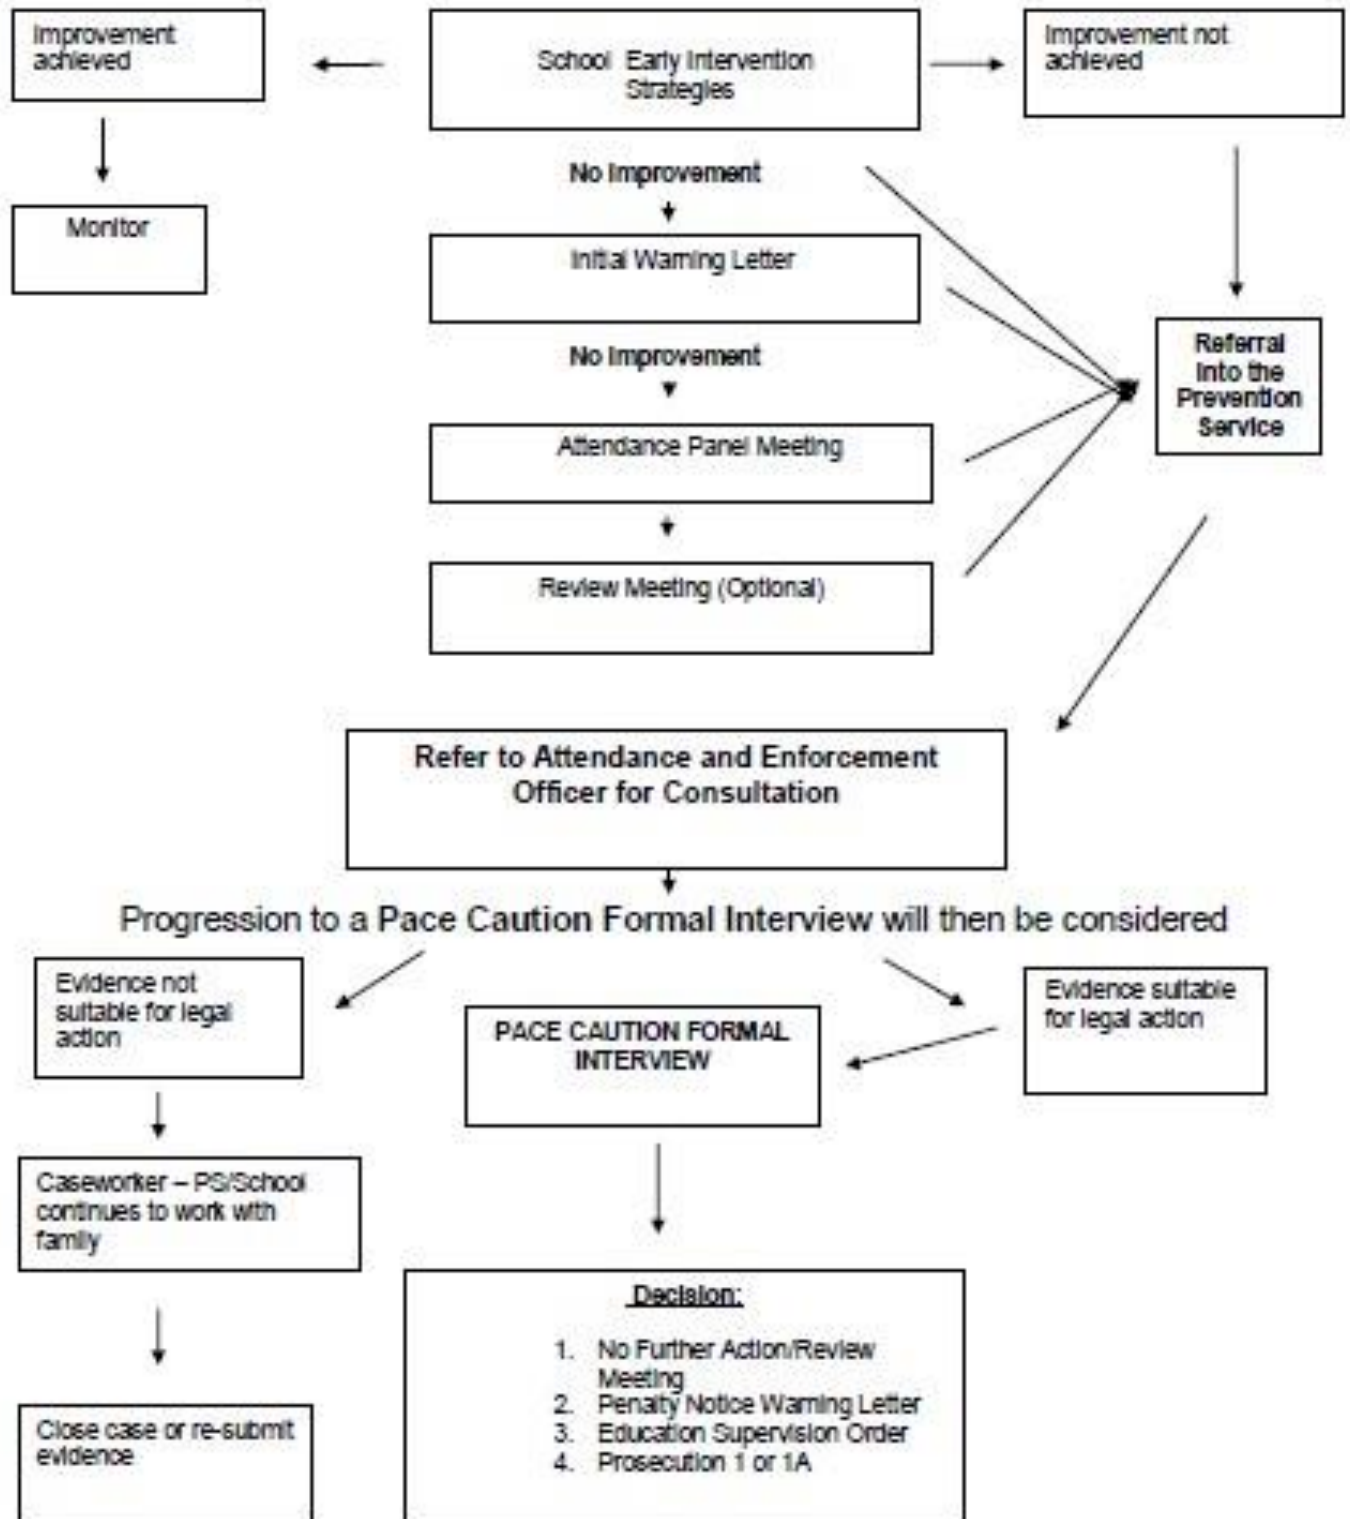 Improvement
achieved
School Early Intervention
Strategies
Improvement not
achieved
No Improvement
Monitor
Initial Warning Letter
No Improvement
Referral
Into the
Prevention
Service
Attendance Panel Meeting
Review Meeting (Optional)
Refer to Attendance and Enforcement
Officer for Consultation
Progression to a Pace Caution Formal Interview will then be considered
Evidence not
suitable for legal
action
PACE CAUTION FORMAL
INTERVIEW
Evidence suitable
for legal action
Caseworker – PS/School
continues to work with
family
Decision:
1. No Further Action/Review
Meeting
2. Penalty Notice Warning Letter
3. Education Supervision Order
4. Prosecution 1 or 1A
Close case or re-submit
evidence